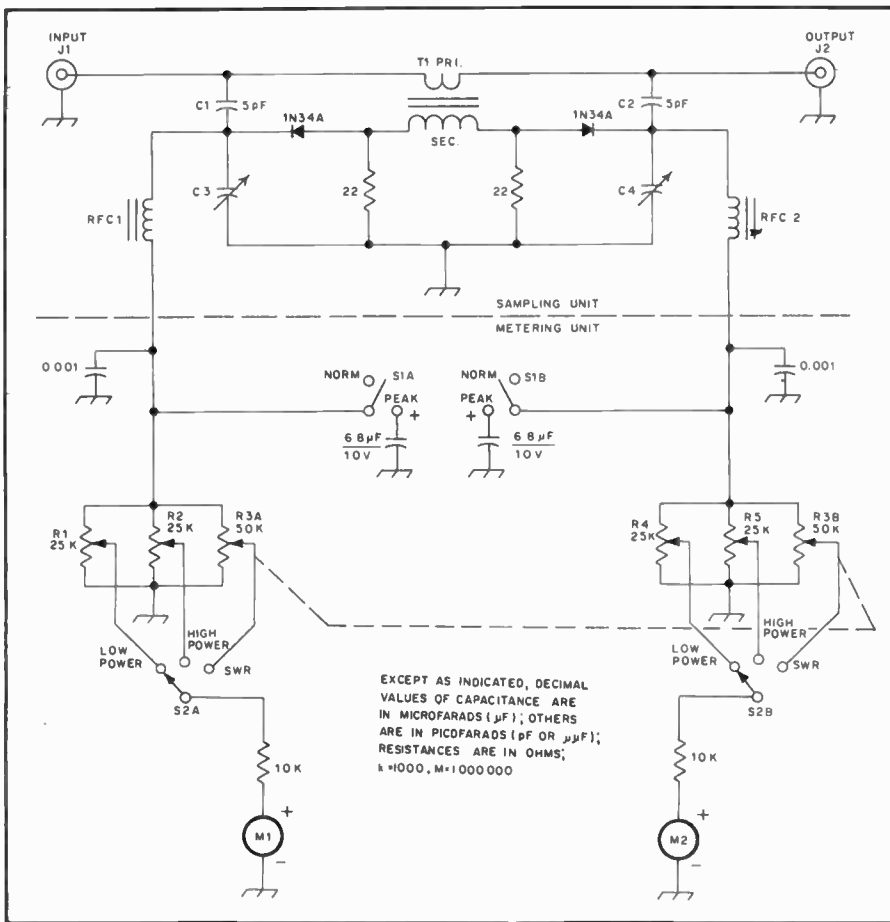 INPUT
J1
OUTPUT
J2
T1 PRI.
C1
5pF
C2
5pF
1N34A
SEC.
1N34A
C3
22
22
C4
RFC1
RFC 2
SAMPLING UNIT
METERING UNIT
0.001
0.001
NORM
S1A
NORM
S1B
PEAK
+
PEAK
+
6 8 µF
10V
6 8 µF
10V
R1
25K
R2
25K
R3A
50K
R4
25K
R5
25K
R3B
50K
LOW
POWER
HIGH
POWER
SWR
LOW
POWER
HIGH
POWER
SWR
S2A
S2B
EXCEPT AS INDICATED, DECIMAL
VALUES OF CAPACITANCE ARE
IN MICROFARADS (µF); OTHERS
ARE IN PICOFARADS (pF OR µµF);
RESISTANCES ARE IN OHMS;
k=1000, M=1000000
10K
10K
+
M1
-
+
M2
-